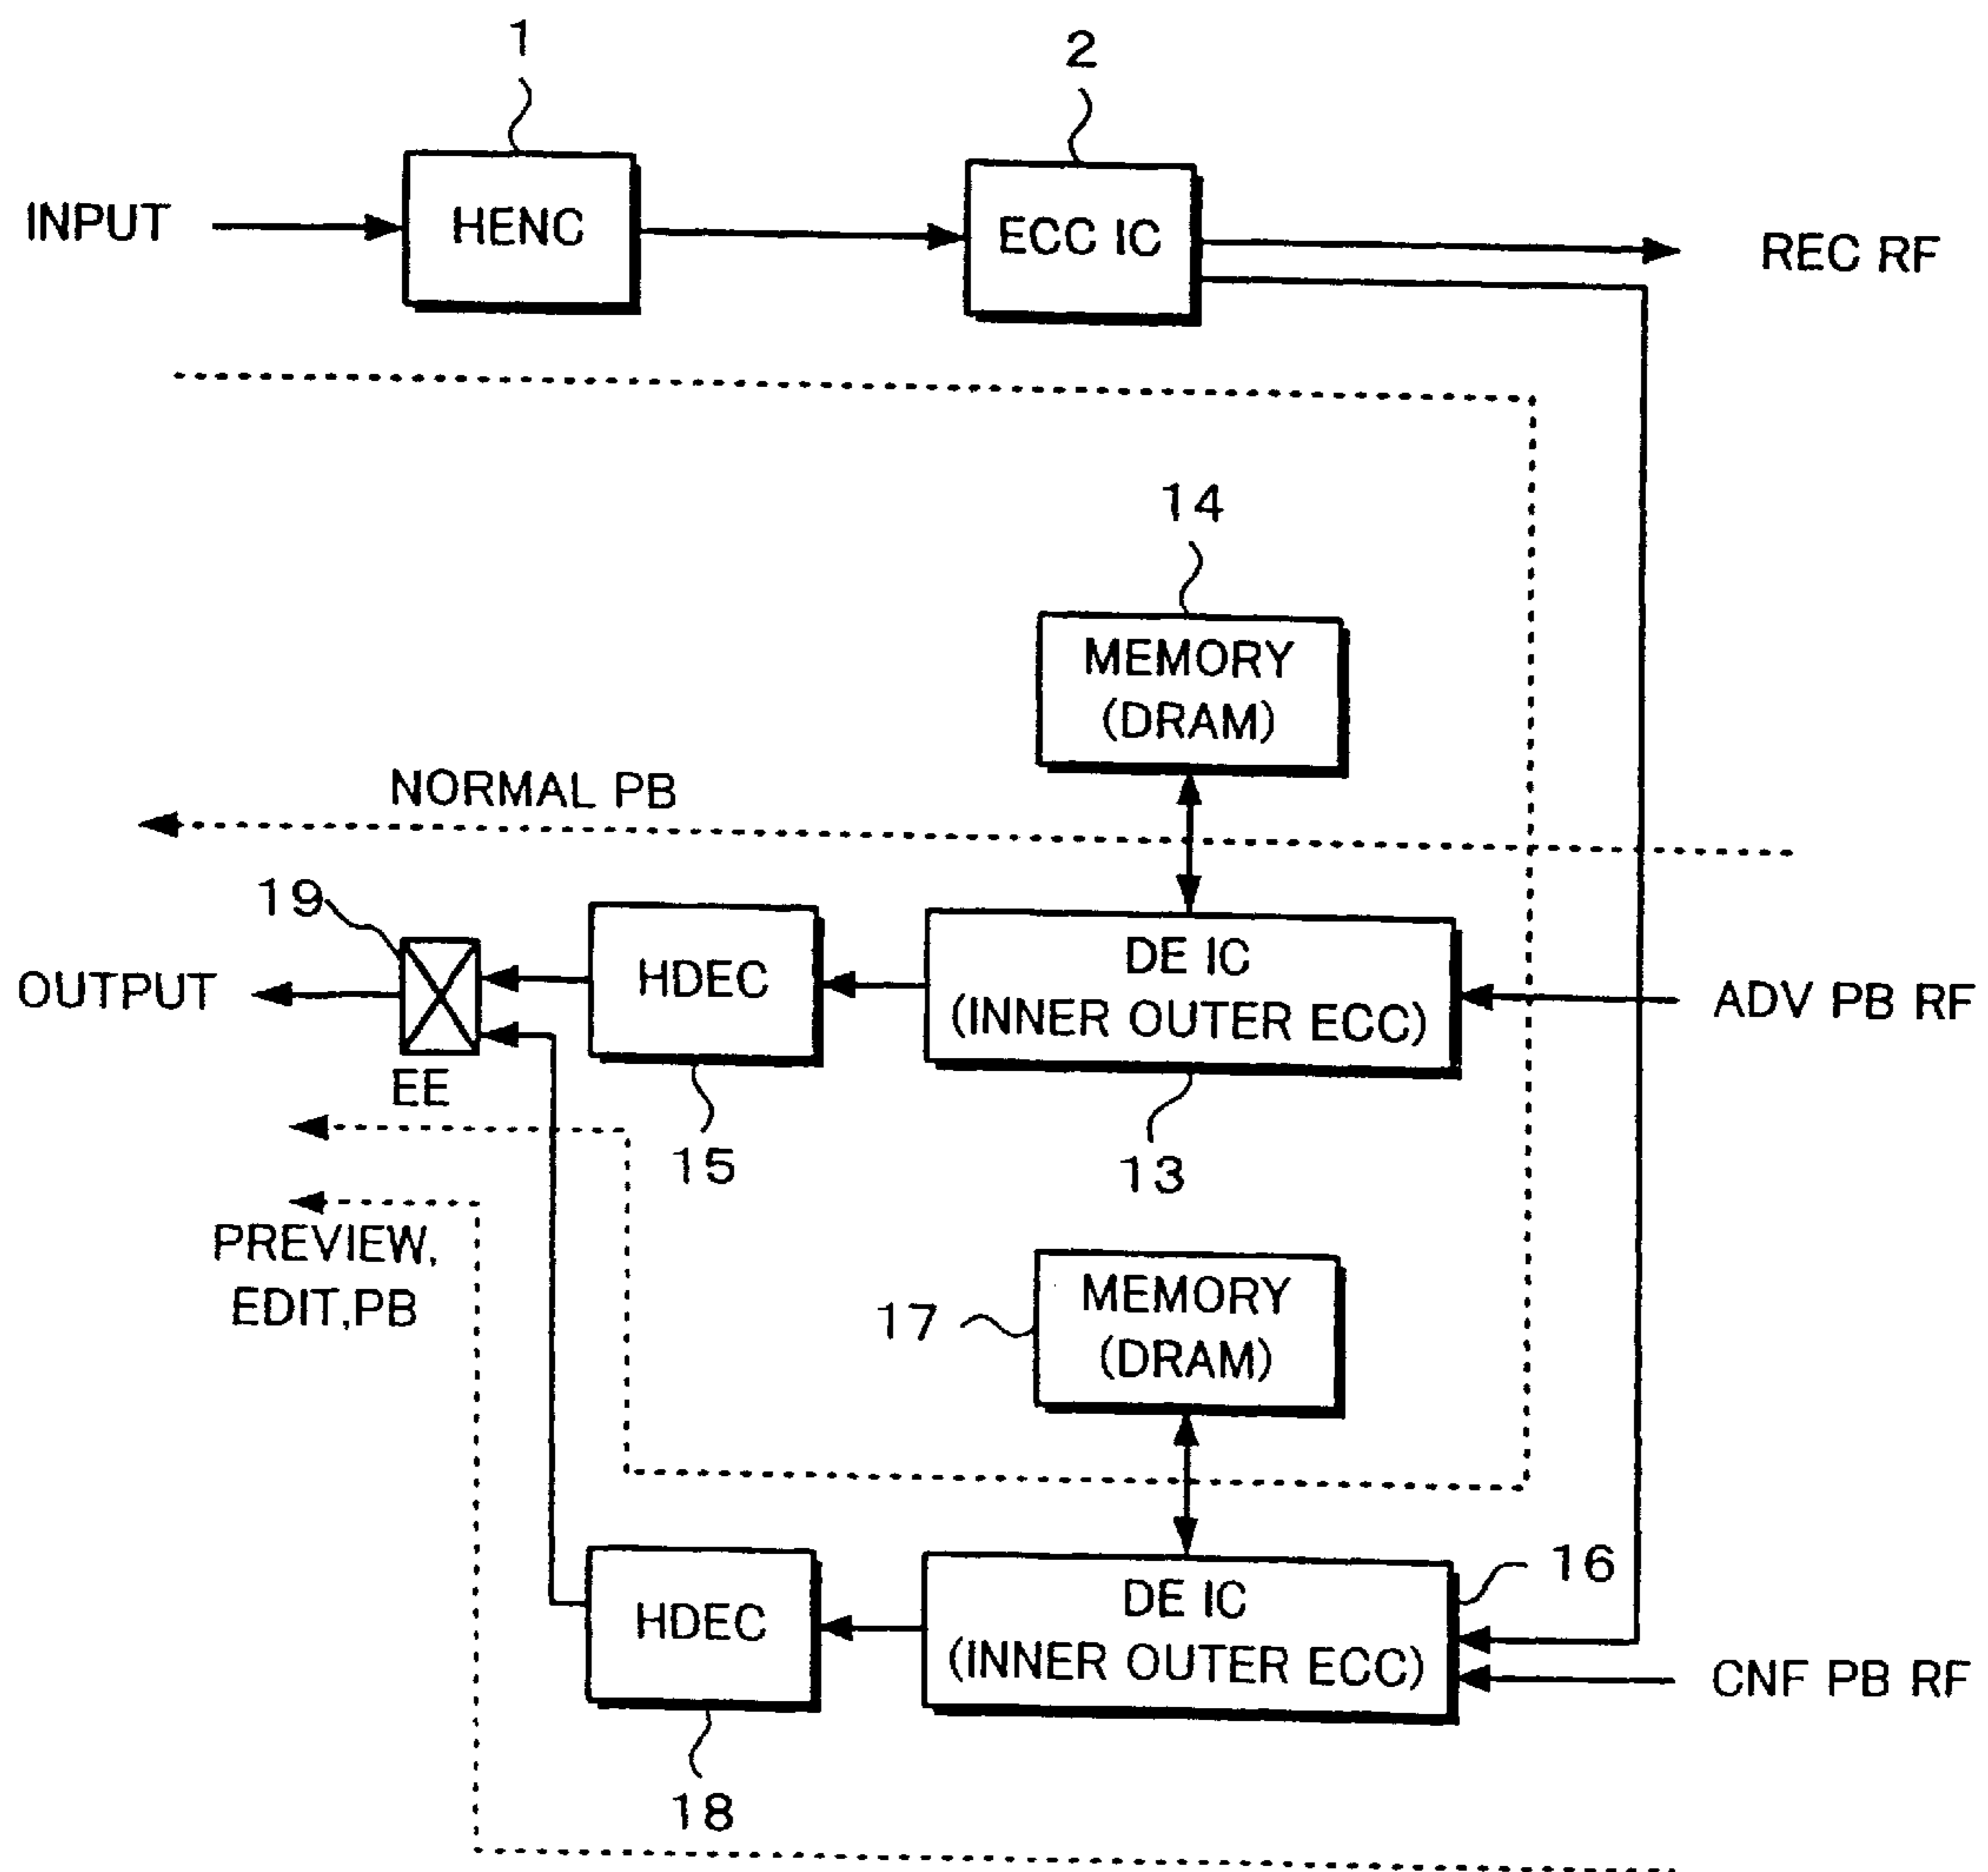 1
2
INPUT
HENC
ECC IC
REC RF
14
MEMORY
(DRAM)
NORMAL PB
19
OUTPUT
HDEC
DE IC
(INNER OUTER ECC)
ADV PB RF
EE
15
13
PREVIEW,
EDIT,PB
17
MEMORY
(DRAM)
16
HDEC
DE IC
(INNER OUTER ECC)
CNF PB RF
18